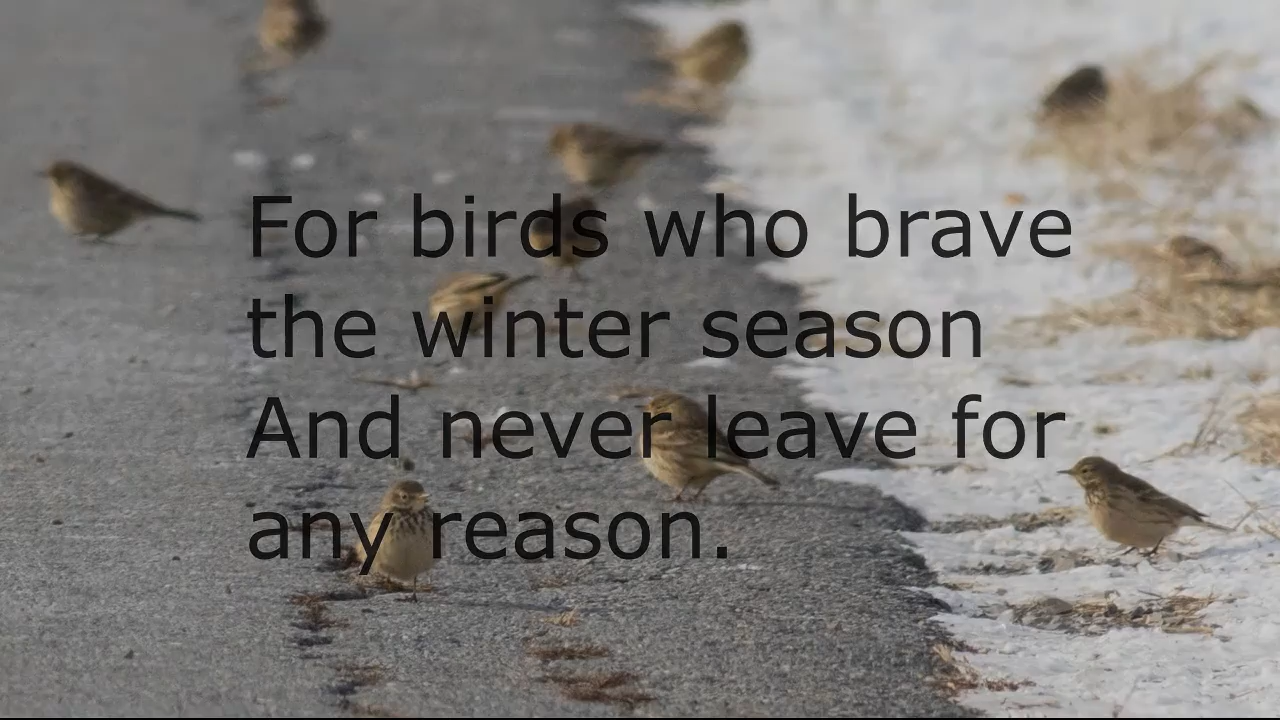 For birds who brave
the winter season
And never leave for
any reason.